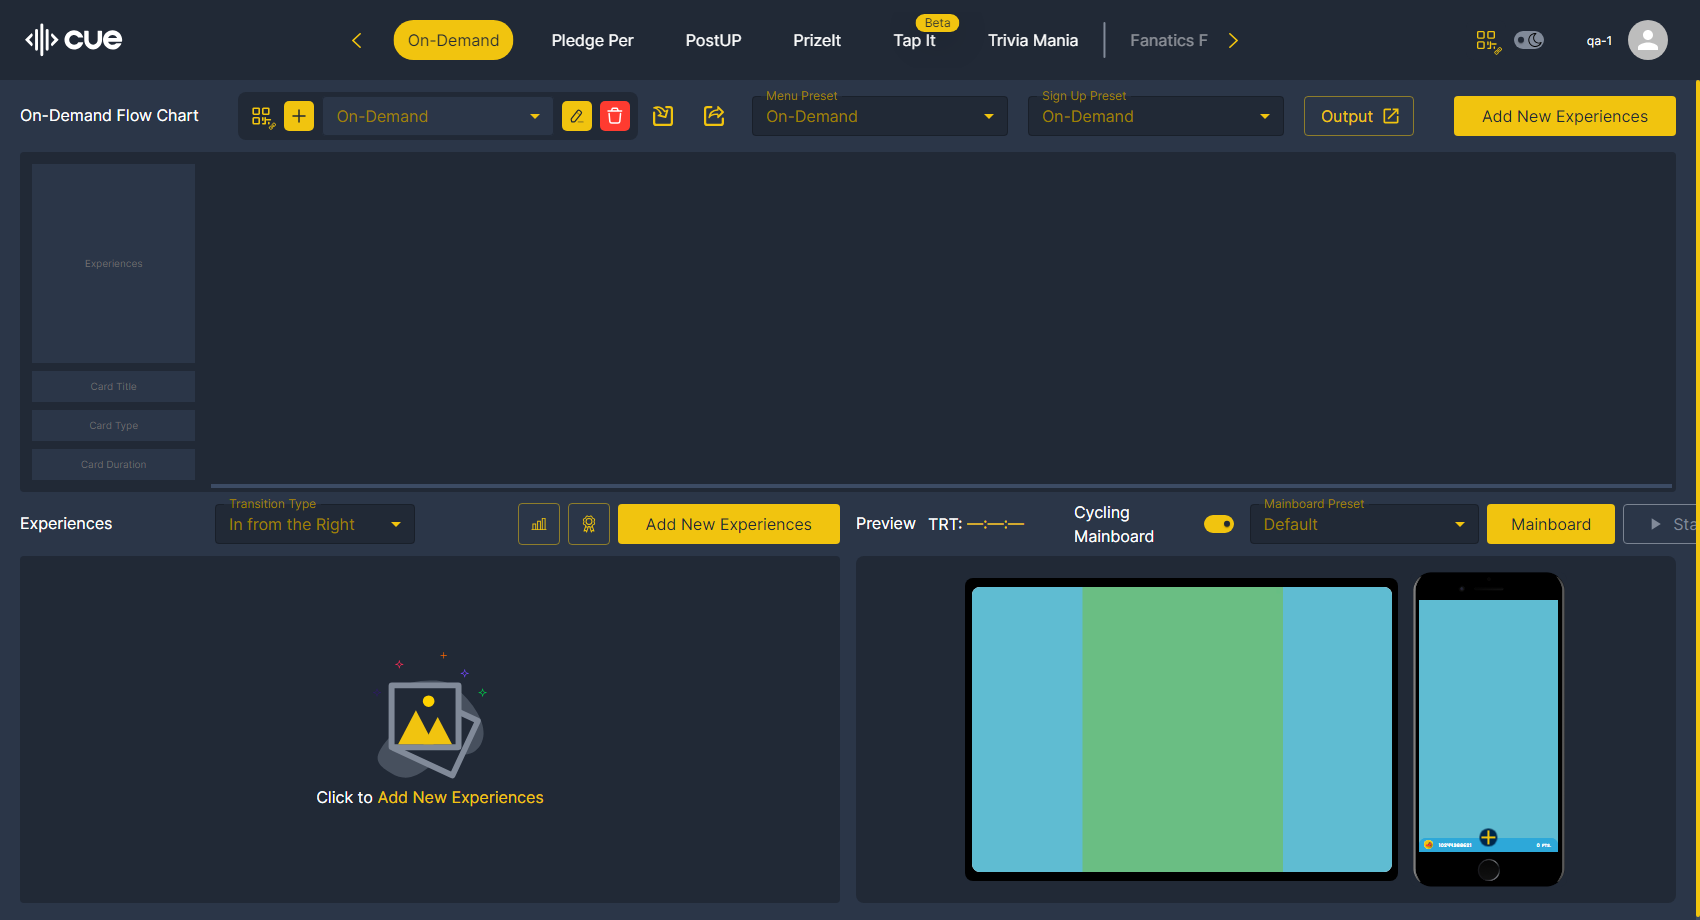 cue
On-Demand
Pledge Per
PostUP
PrizeIt
Beta
Tap It
Trivia Mania
Fanatics F
qa-1
On-Demand Flow Chart
On-Demand
Menu Preset
On-Demand
Sign Up Preset
On-Demand
Output
Add New Experiences
Experiences
Card Title
Card Type
Card Duration
Experiences
Transition Type
In from the Right
Add New Experiences
Preview
TRT: —:—:—
Cycling
Mainboard
Mainboard Preset
Default
Mainboard
Sta
Click to Add New Experiences
0 PTS.